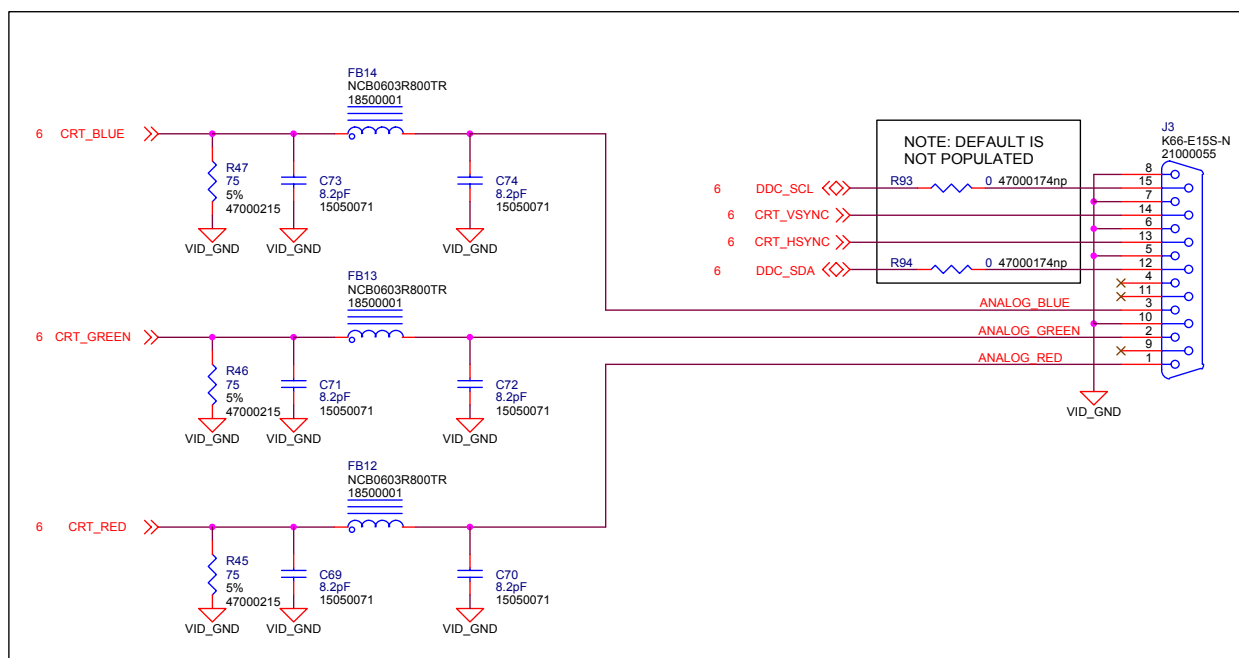 FB14
NCB0603R800TR
18500001
6 CRT_BLUE
R47
75
5%
47000215
C73
8.2pF
15050071
C74
8.2pF
15050071
VID_GND
VID_GND
VID_GND
NOTE: DEFAULT IS
NOT POPULATED
6 DDC_SCL
R93 0 47000174np
6 CRT_VSYNC
6 CRT_HSYNC
6 DDC_SDA
R94 0 47000174np
J3
K66-E15S-N
21000055
8
15
7
14
6
13
5
12
4
11
3
10
2
9
1
ANALOG_BLUE
ANALOG_GREEN
ANALOG_RED
VID_GND
FB13
NCB0603R800TR
18500001
6 CRT_GREEN
R46
75
5%
47000215
C71
8.2pF
15050071
C72
8.2pF
15050071
VID_GND
VID_GND
VID_GND
FB12
NCB0603R800TR
18500001
6 CRT_RED
R45
75
5%
47000215
C69
8.2pF
15050071
C70
8.2pF
15050071
VID_GND
VID_GND
VID_GND